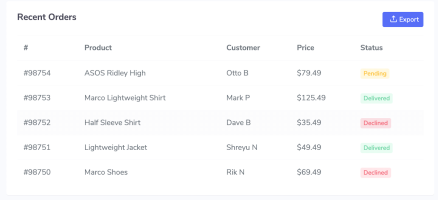 Recent Orders Export
# Product Customer Price Status
#98754 ASOS Ridley High Otto B $79.49 Pending
#98753 Marco Lightweight Shirt Mark P $125.49 Delivered
#98752 Half Sleeve Shirt Dave B $35.49 Declined
#98751 Lightweight Jacket Shreyu N $49.49 Delivered
#98750 Marco Shoes Rik N $69.49 Declined